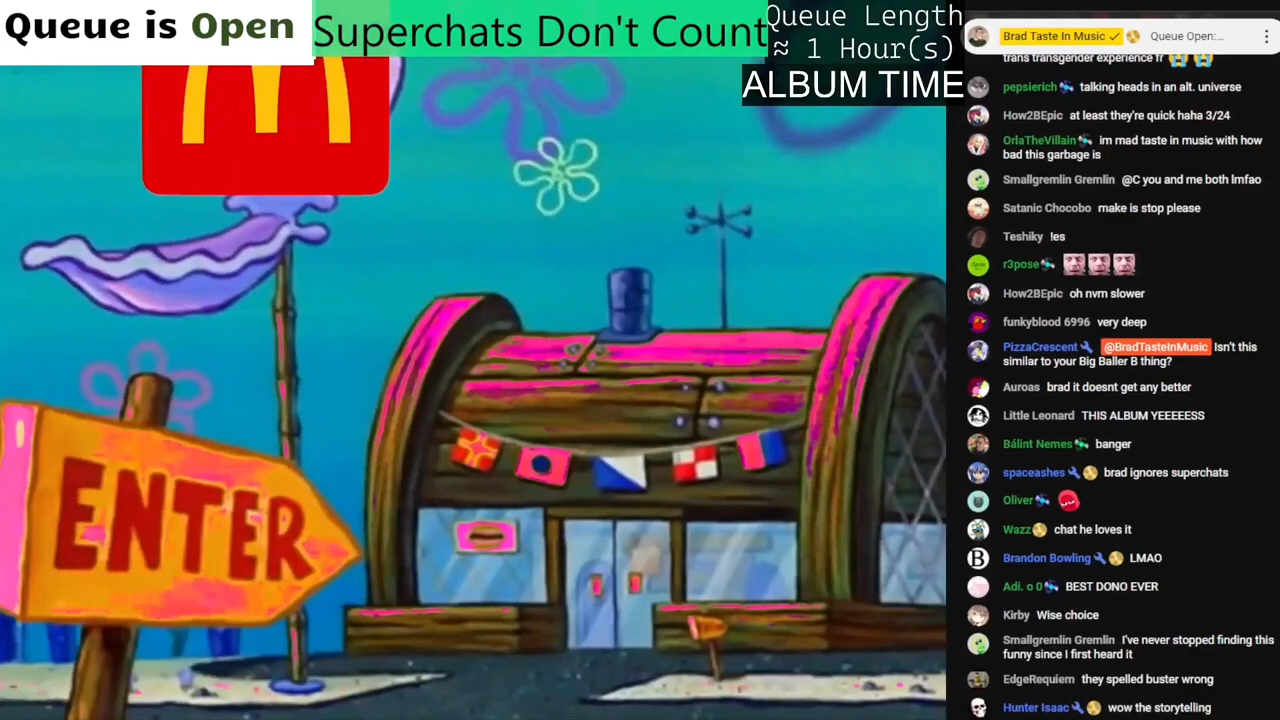 Queue is Open
Superchats Don't Count
Queue Length
≈ 1 Hour(s)
ALBUM TIME
ENTER
Brad Taste In Music Queue Open:...
trans transgender experience fr
pepsierich talking heads in an alt. universe
How2BEpic at least they're quick haha 3/24
OrlaTheVillain im mad taste in music with how
bad this garbage is
Smallgremlin Gremlin @C you and me both lmfao
Satanic Chocobo make is stop please
Teshiky !es
r3pose
How2BEpic oh nvm slower
funkyblood 6996 very deep
PizzaCrescent @BradTasteInMusic Isn't this
similar to your Big Baller B thing?
Auroas brad it doesnt get any better
Little Leonard THIS ALBUM YEEEEESS
Bálint Nemes banger
spaceashes brad ignores superchats
Oliver
Wazz chat he loves it
Brandon Bowling LMAO
Adi. o 0 BEST DONO EVER
Kirby Wise choice
Smallgremlin Gremlin I've never stopped finding this
funny since I first heard it
EdgeRequiem they spelled buster wrong
Hunter Isaac wow the storytelling